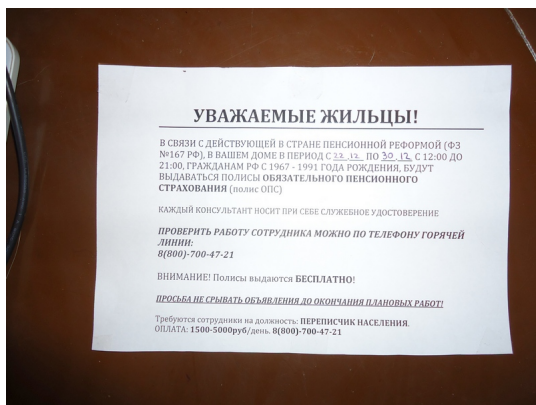 УВАЖАЕМЫЕ ЖИЛЬЦЫ!
В СВЯЗИ С ДЕЙСТВУЮЩЕЙ В СТРАНЕ ПЕНСИОННОЙ РЕФОРМОЙ (ФЗ
№167 РФ), В ВАШЕМ ДОМЕ В ПЕРИОД С 22.12 ПО 30.12 С 12:00 ДО
21:00, ГРАЖДАНАМ РФ С 1967 - 1991 ГОДА РОЖДЕНИЯ, БУДУТ
ВЫДАВАТЬСЯ ПОЛИСЫ ОБЯЗАТЕЛЬНОГО ПЕНСИОННОГО
СТРАХОВАНИЯ (полис ОПС)
КАЖДЫЙ КОНСУЛЬТАНТ НОСИТ ПРИ СЕБЕ СЛУЖЕБНОЕ УДОСТОВЕРЕНИЕ
ПРОВЕРИТЬ РАБОТУ СОТРУДНИКА МОЖНО ПО ТЕЛЕФОНУ ГОРЯЧЕЙ
ЛИНИИ:
8(800)-700-47-21
ВНИМАНИЕ! Полисы выдаются БЕСПЛАТНО!
ПРОСЬБА НЕ СРЫВАТЬ ОБЪЯВЛЕНИЯ ДО ОКОНЧАНИЯ ПЛАНОВЫХ РАБОТ!
Требуются сотрудники на должность: ПЕРЕПИСЧИК НАСЕЛЕНИЯ.
ОПЛАТА: 1500-5000руб/день. 8(800)-700-47-21